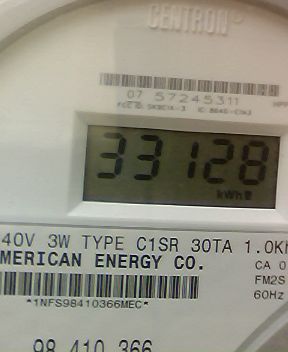 CENTRON
07 57245311
33128
kWh
40V 3W TYPE C1SR 30TA 1.0K
MERICAN ENERGY CO.
CA 0
FM2S
60Hz
*1NFS98410366MEC*
98 410 366